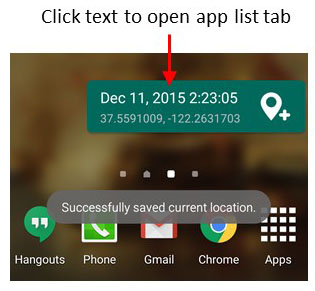 Click text to open app list tab
Dec 11, 2015 2:23:05
37.5591009, -122.2631703
Successfully saved current location.
Hangouts Phone Gmail Chrome Apps